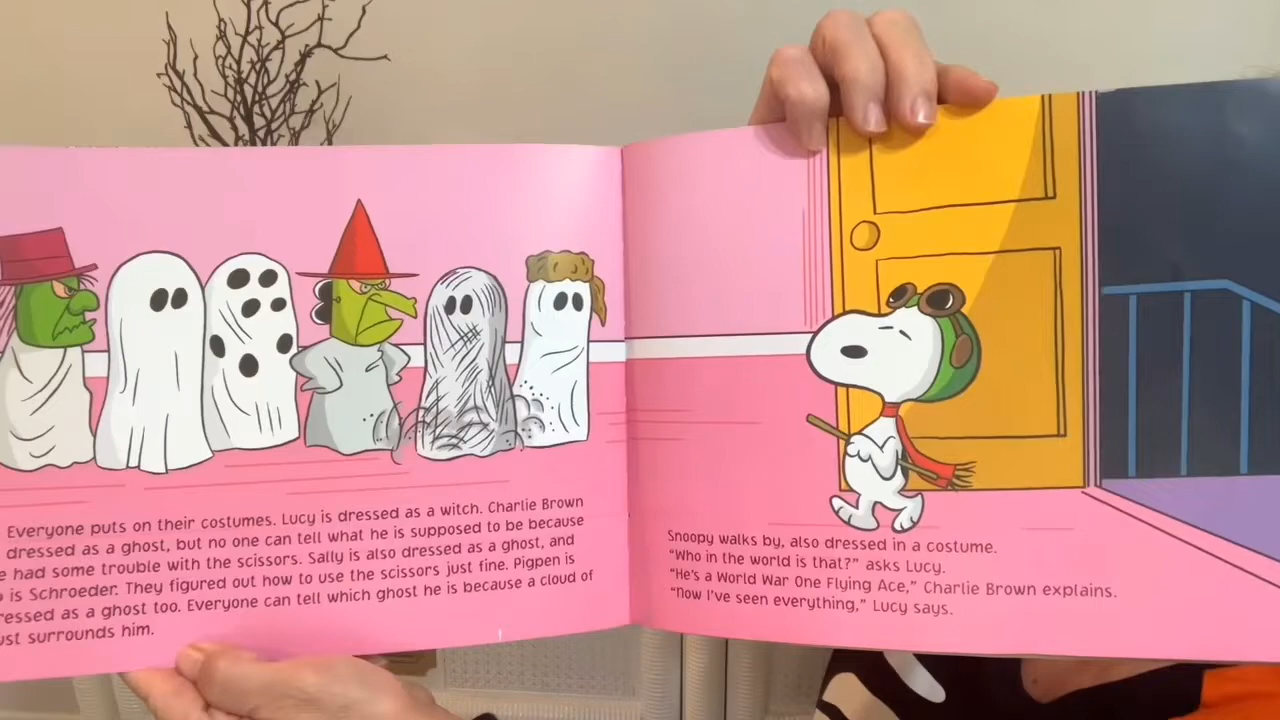 Everyone puts on their costumes. Lucy is dressed as a witch. Charlie Brown
dressed as a ghost, but no one can tell what he is supposed to be because
had some trouble with the scissors. Sally is also dressed as a ghost, and
is Schroeder. They figured out how to use the scissors just fine. Pigpen is
ressed as a ghost too. Everyone can tell which ghost he is because a cloud of
ust surrounds him.
Snoopy walks by, also dressed in a costume.
“Who in the world is that?” asks Lucy.
“He’s a World War One Flying Ace,” Charlie Brown explains.
“Now I’ve seen everything,” Lucy says.